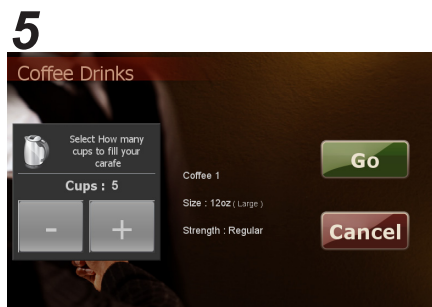 5
Coffee Drinks
Select How many
cups to fill your
carafe
Cups : 5
-
+
Coffee 1
Size : 12oz ( Large )
Strength : Regular
Go
Cancel